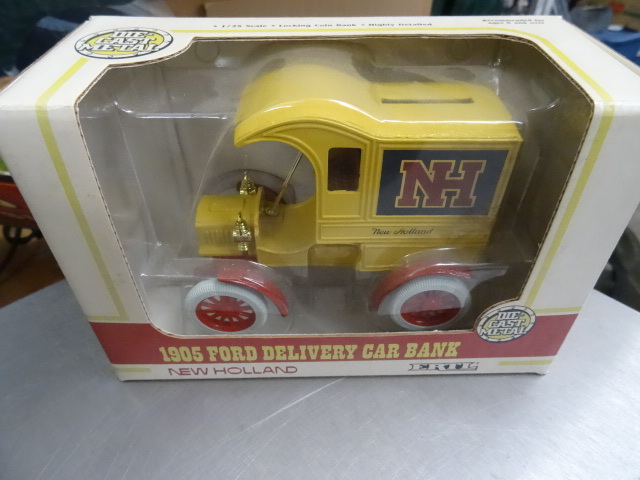 DIE
CAST
METAL
• 1/25 Scale • Locking Coin Bank • Highly Detailed
NH
New Holland
DIE
CAST
METAL
1905 FORD DELIVERY CAR BANK
NEW HOLLAND
ERTL